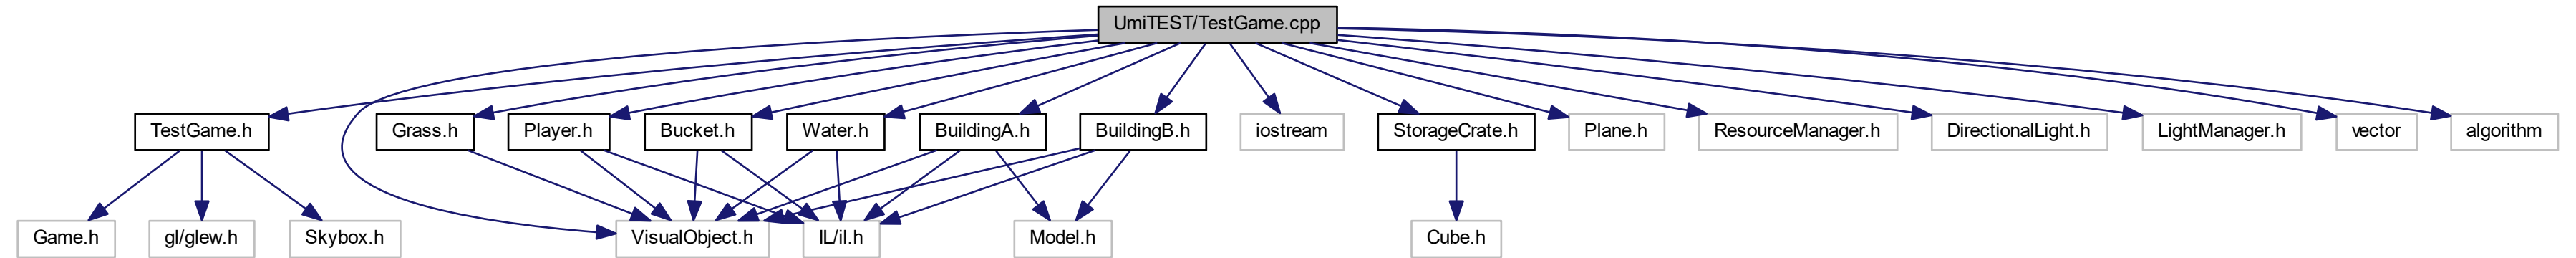 UmiTEST/TestGame.cpp
TestGame.h
Grass.h
Player.h
Bucket.h
Water.h
BuildingA.h
BuildingB.h
iostream
StorageCrate.h
Plane.h
ResourceManager.h
DirectionalLight.h
LightManager.h
vector
algorithm
Game.h
gl/glew.h
Skybox.h
VisualObject.h
IL/il.h
Model.h
Cube.h